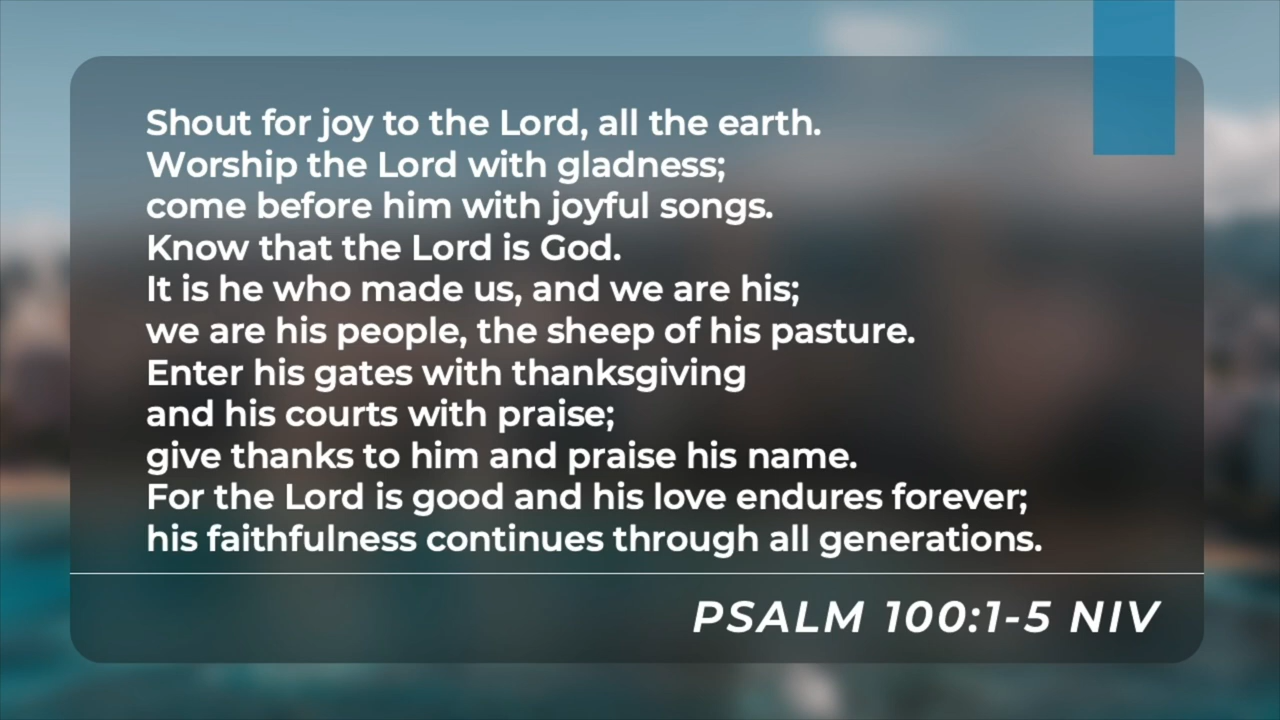 Shout for joy to the Lord, all the earth.
Worship the Lord with gladness;
come before him with joyful songs.
Know that the Lord is God.
It is he who made us, and we are his;
we are his people, the sheep of his pasture.
Enter his gates with thanksgiving
and his courts with praise;
give thanks to him and praise his name.
For the Lord is good and his love endures forever;
his faithfulness continues through all generations.
PSALM 100:1-5 NIV